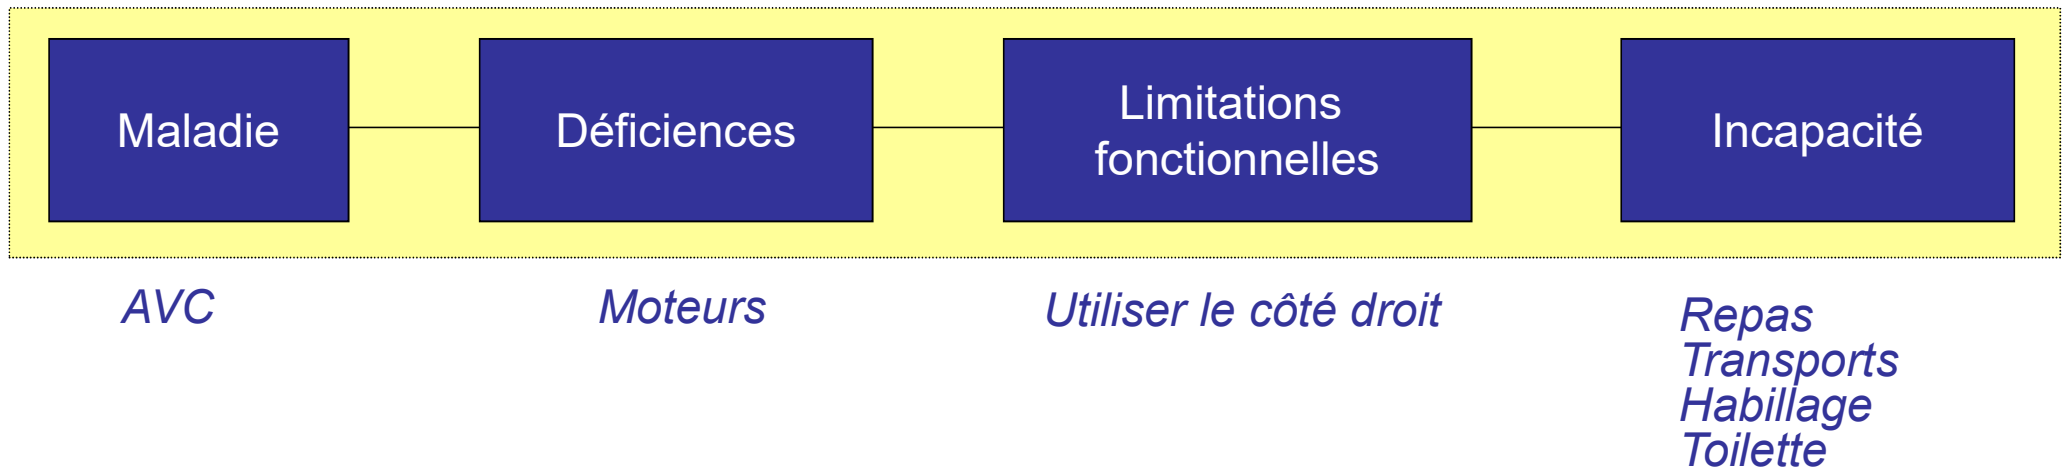 Maladie
Déficiences
Limitations
fonctionnelles
Incapacité
AVC
Moteurs
Utiliser le côté droit
Repas
Transports
Habillage
Toilette